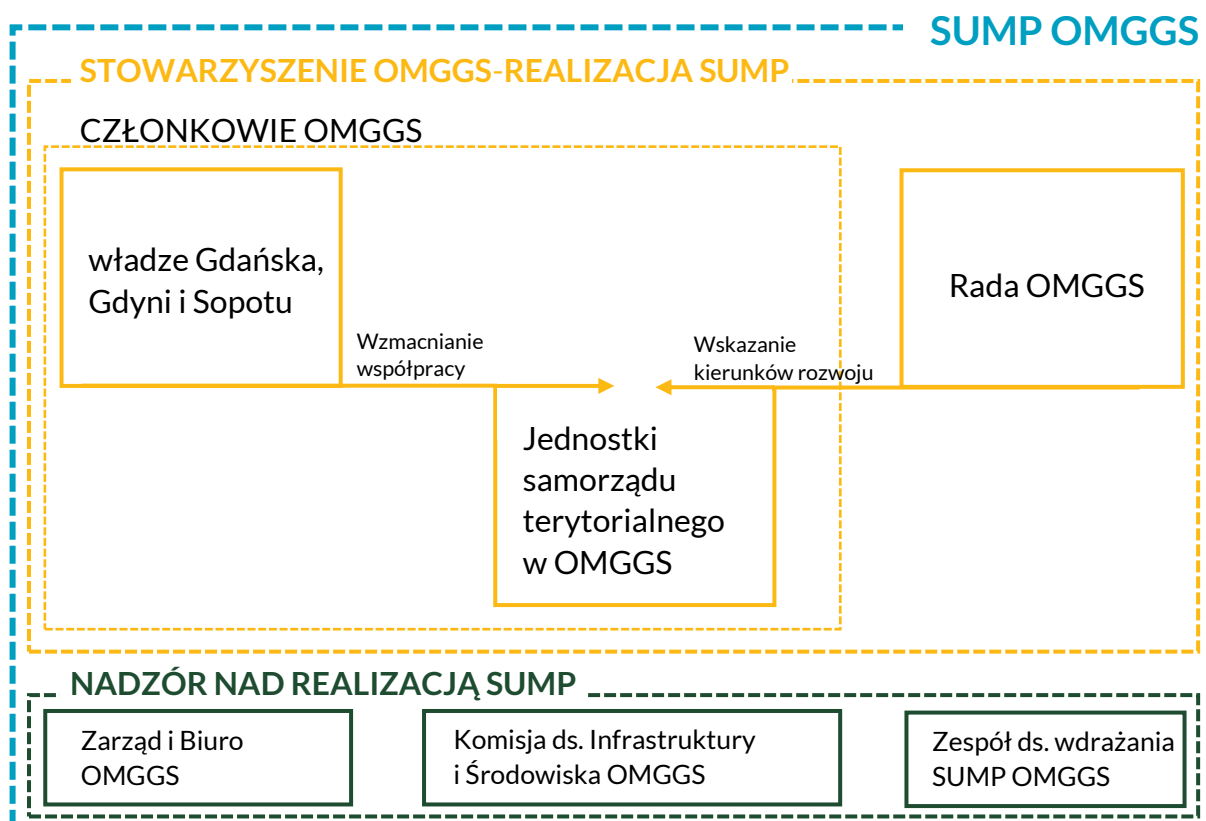 SUMP OMGGS
STOWARZYSZENIE OMGGS-REALIZACJA SUMP
CZŁONKOWIE OMGGS
władze Gdańska,
Gdyni i Sopotu
Wzmacnianie
współpracy
Wskazanie
kierunków rozwoju
Rada OMGGS
Jednostki
samorządu
terytorialnego
w OMGGS
NADZÓR NAD REALIZACJĄ SUMP
Zarząd i Biuro
OMGGS
Komisja ds. Infrastruktury
i Środowiska OMGGS
Zespół ds. wdrażania
SUMP OMGGS